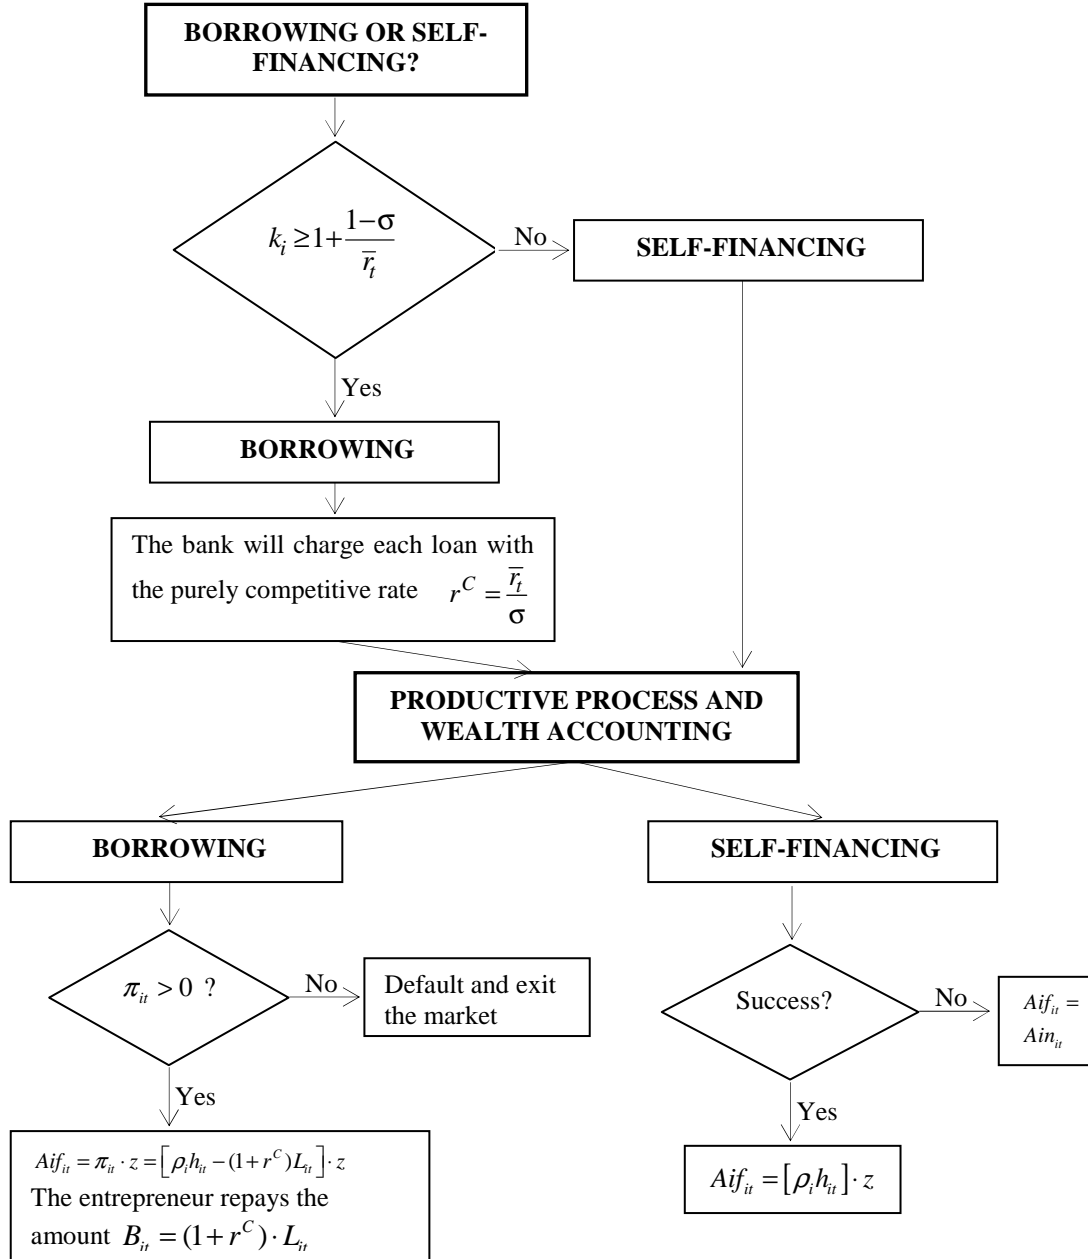 BORROWING OR SELF-
FINANCING?
k_i ≥ 1 + (1−σ)/r̄_t
No
SELF-FINANCING
Yes
BORROWING
The bank will charge each loan with
the purely competitive rate r^C = r̄_t/σ
PRODUCTIVE PROCESS AND
WEALTH ACCOUNTING
BORROWING
SELF-FINANCING
π_it > 0 ?
No
Default and exit
the market
Success?
No
Aif_it =
Ain_it
Yes
Yes
Aif_it = π_it · z = [ρ_i h_it − (1 + r^C)L_it] · z
The entrepreneur repays the
amount B_it = (1 + r^C) · L_it
Aif_it = [ρ_i h_it] · z